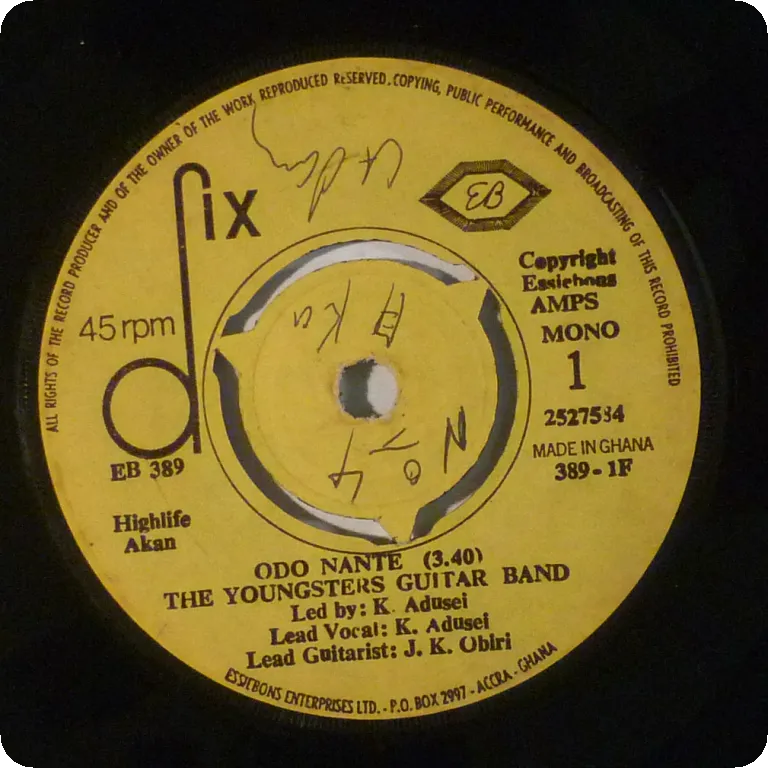 ALL RIGHTS OF THE RECORD PRODUCER AND OF THE OWNER OF THE WORK REPRODUCED RESERVED. COPYING, PUBLIC PERFORMANCE AND BROADCASTING OF THIS RECORD PROHIBITED
dix
EB
45 rpm
Copyright
Essiebons
AMPS
MONO
1
2527584
MADE IN GHANA
389-1F
EB 389
Highlife
Akan
No 4
ODO NANTE (3.40)
THE YOUNGSTERS GUITAR BAND
Led by: K. Adusei
Lead Vocal: K. Adusei
Lead Guitarist: J. K. Obiri
ESSIEBONS ENTERPRISES LTD. - P.O. BOX 2997 - ACCRA - GHANA